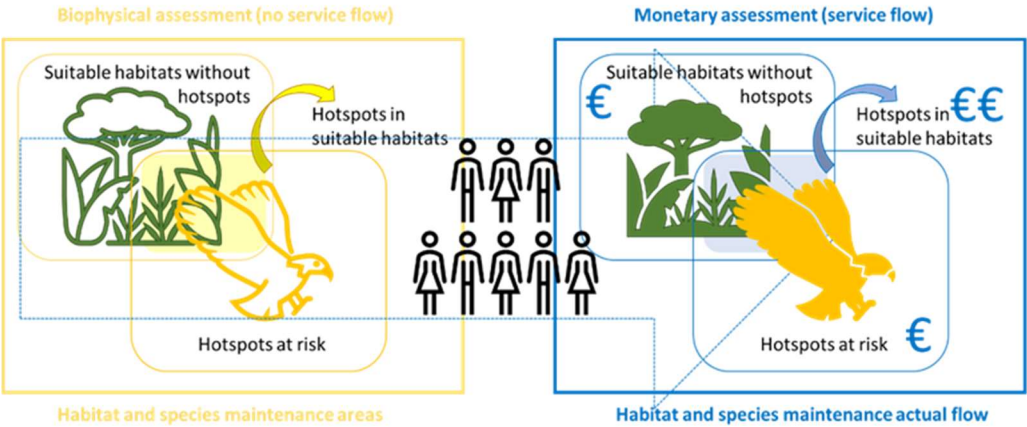 Biophysical assessment (no service flow)
Suitable habitats without
hotspots
Hotspots in
suitable habitats
Hotspots at risk
Habitat and species maintenance areas
Monetary assessment (service flow)
Suitable habitats without
hotspots
€
Hotspots in €€
suitable habitats
Hotspots at risk €
Habitat and species maintenance actual flow